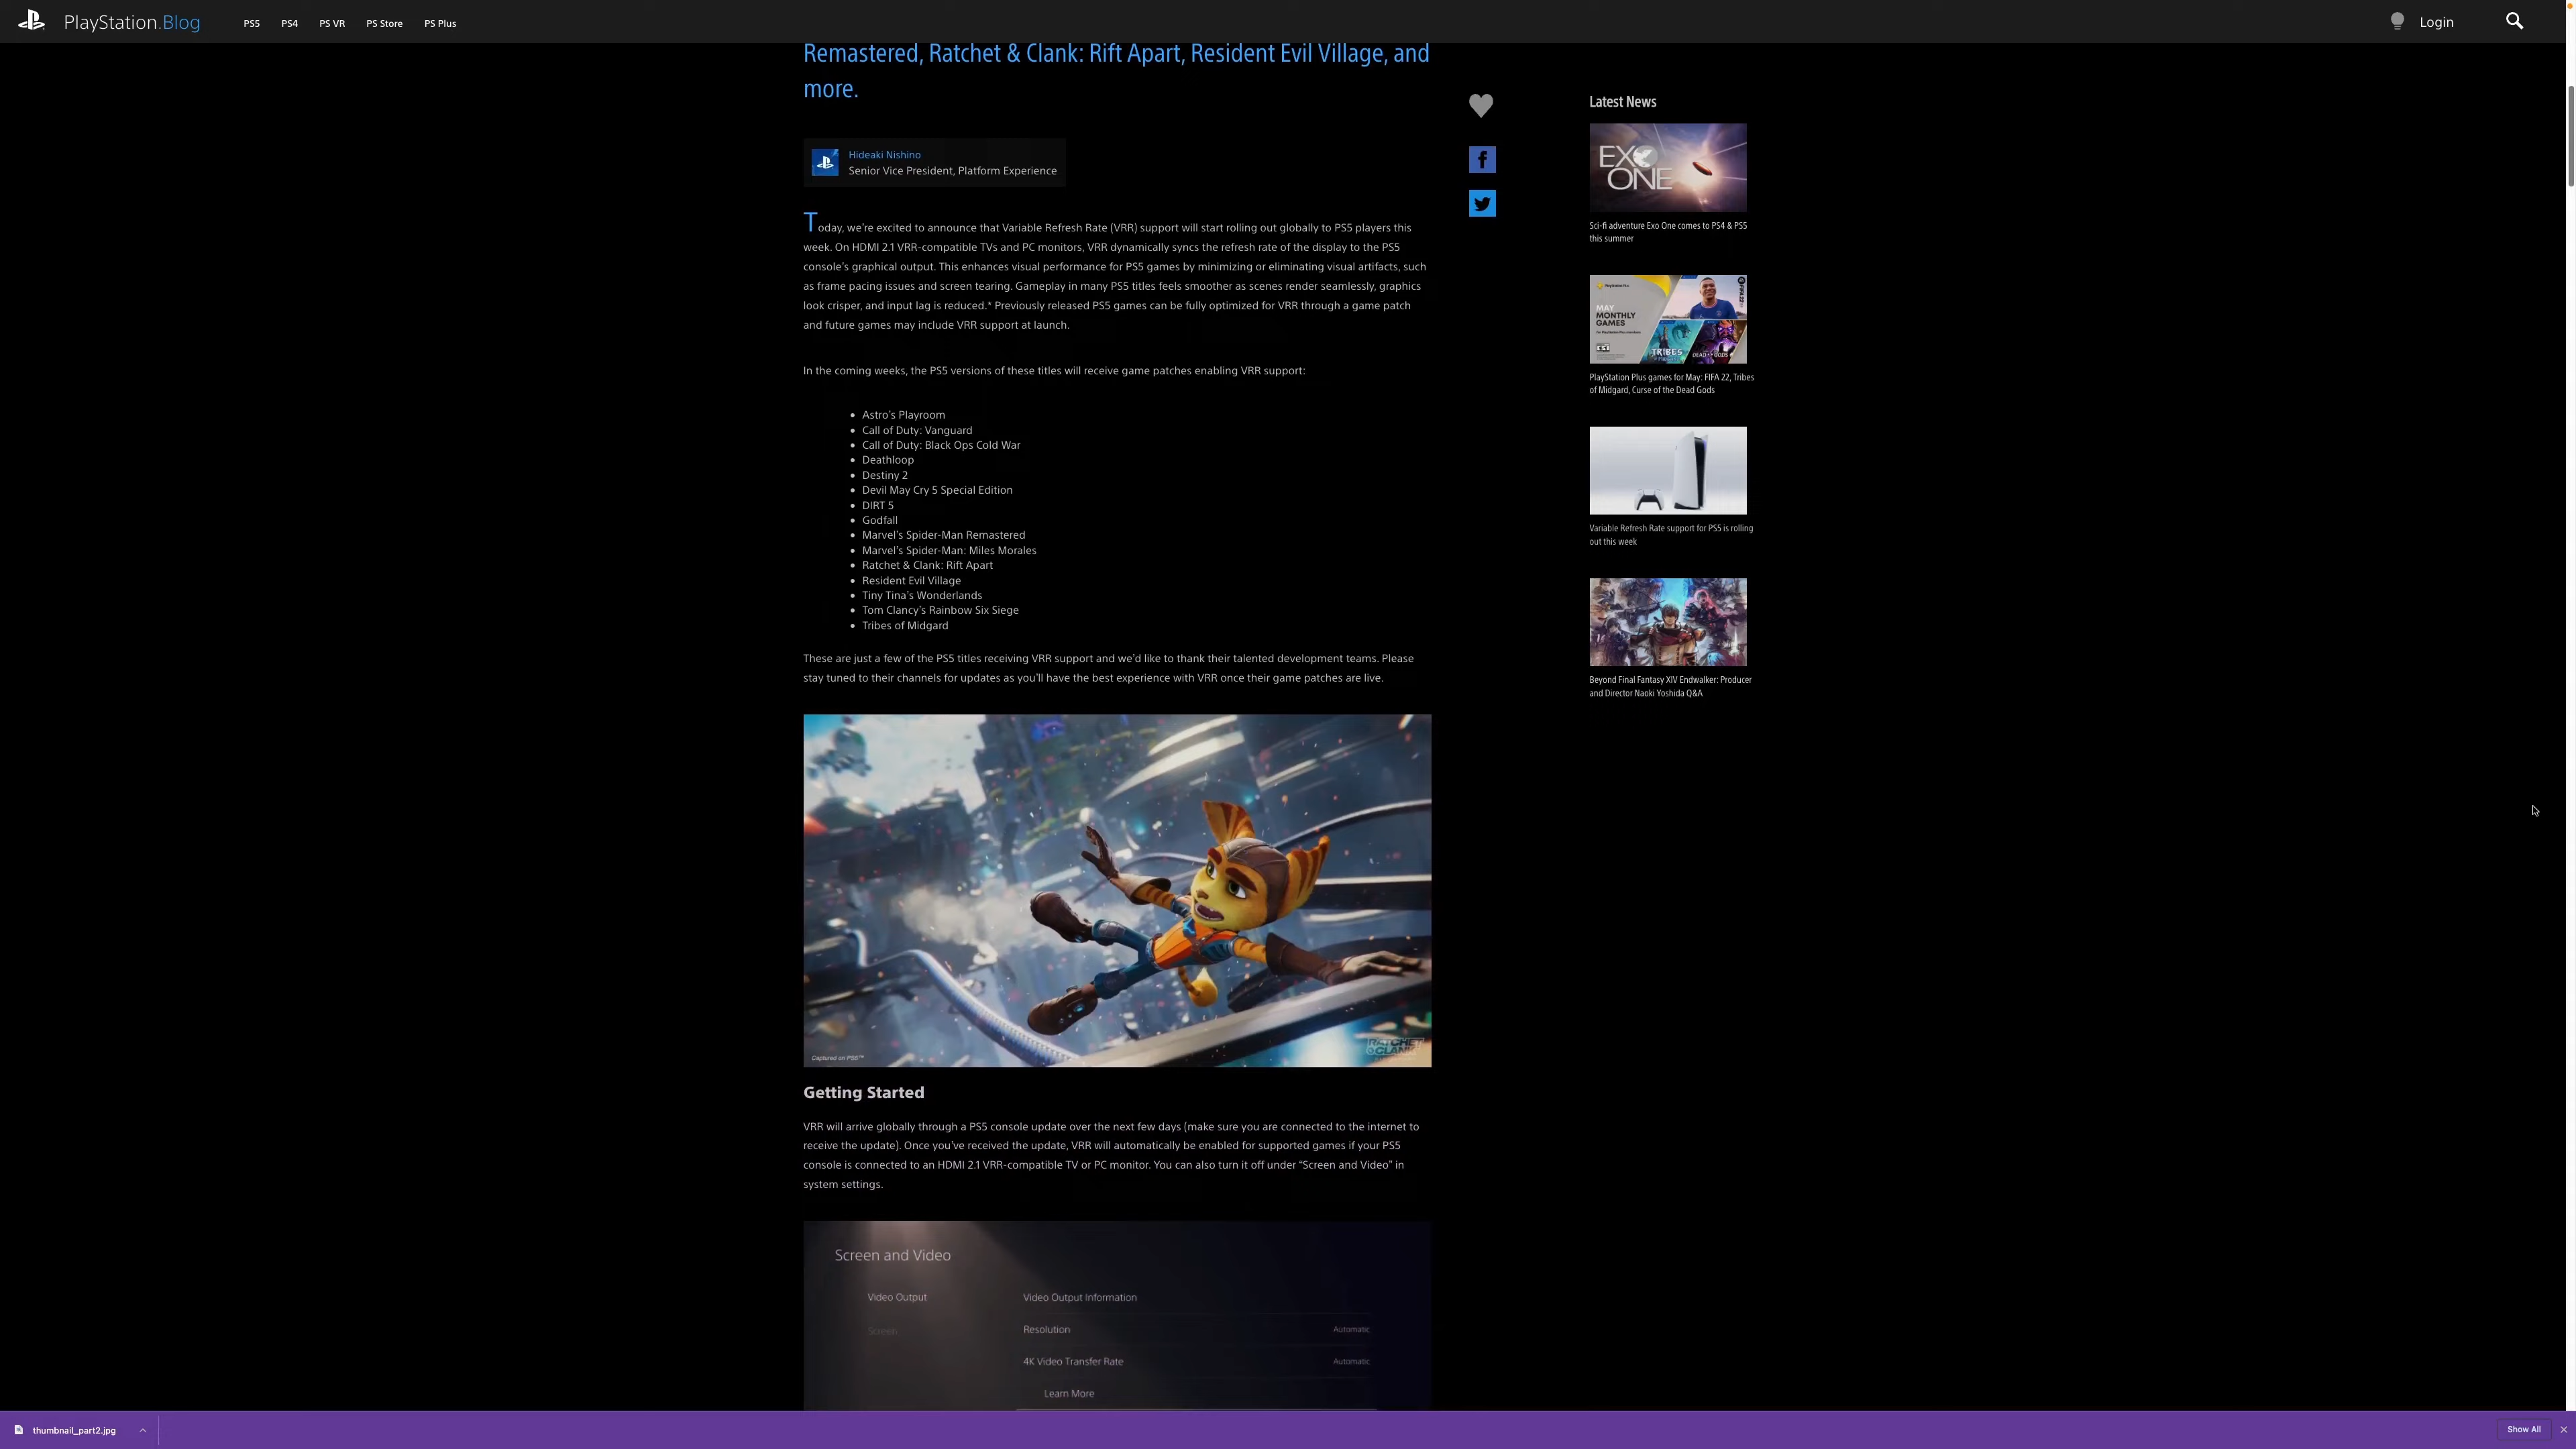 PlayStation.Blog PS5 PS4 PS VR PS Store PS Plus Login
Remastered, Ratchet & Clank: Rift Apart, Resident Evil Village, and
more.
Hideaki Nishino
Senior Vice President, Platform Experience
Today, we’re excited to announce that Variable Refresh Rate (VRR) support will start rolling out globally to PS5 players this
week. On HDMI 2.1 VRR-compatible TVs and PC monitors, VRR dynamically syncs the refresh rate of the display to the PS5
console’s graphical output. This enhances visual performance for PS5 games by minimizing or eliminating visual artifacts, such
as frame pacing issues and screen tearing. Gameplay in many PS5 titles feels smoother as scenes render seamlessly, graphics
look crisper, and input lag is reduced.* Previously released PS5 games can be fully optimized for VRR through a game patch
and future games may include VRR support at launch.
In the coming weeks, the PS5 versions of these titles will receive game patches enabling VRR support:
• Astro’s Playroom
• Call of Duty: Vanguard
• Call of Duty: Black Ops Cold War
• Deathloop
• Destiny 2
• Devil May Cry 5 Special Edition
• DIRT 5
• Godfall
• Marvel’s Spider-Man Remastered
• Marvel’s Spider-Man: Miles Morales
• Ratchet & Clank: Rift Apart
• Resident Evil Village
• Tiny Tina’s Wonderlands
• Tom Clancy’s Rainbow Six Siege
• Tribes of Midgard
These are just a few of the PS5 titles receiving VRR support and we’d like to thank their talented development teams. Please
stay tuned to their channels for updates as you’ll have the best experience with VRR once their game patches are live.
Captured on PS5™
RATCHET
& CLANK
Getting Started
VRR will arrive globally through a PS5 console update over the next few days (make sure you are connected to the internet to
receive the update). Once you’ve received the update, VRR will automatically be enabled for supported games if your PS5
console is connected to an HDMI 2.1 VRR-compatible TV or PC monitor. You can also turn it off under “Screen and Video” in
system settings.
Screen and Video
Video Output
Screen
Video Output Information
Resolution Automatic
4K Video Transfer Rate Automatic
Learn More
Latest News
EXO
ONE
Sci-fi adventure Exo One comes to PS4 & PS5
this summer
PlayStation Plus
MAY
MONTHLY
GAMES
FIFA 22
TRIBES
DEAD GODS
PlayStation Plus games for May: FIFA 22, Tribes
of Midgard, Curse of the Dead Gods
Variable Refresh Rate support for PS5 is rolling
out this week
Beyond Final Fantasy XIV Endwalker: Producer
and Director Naoki Yoshida Q&A
thumbnail_part2.jpg
Show All